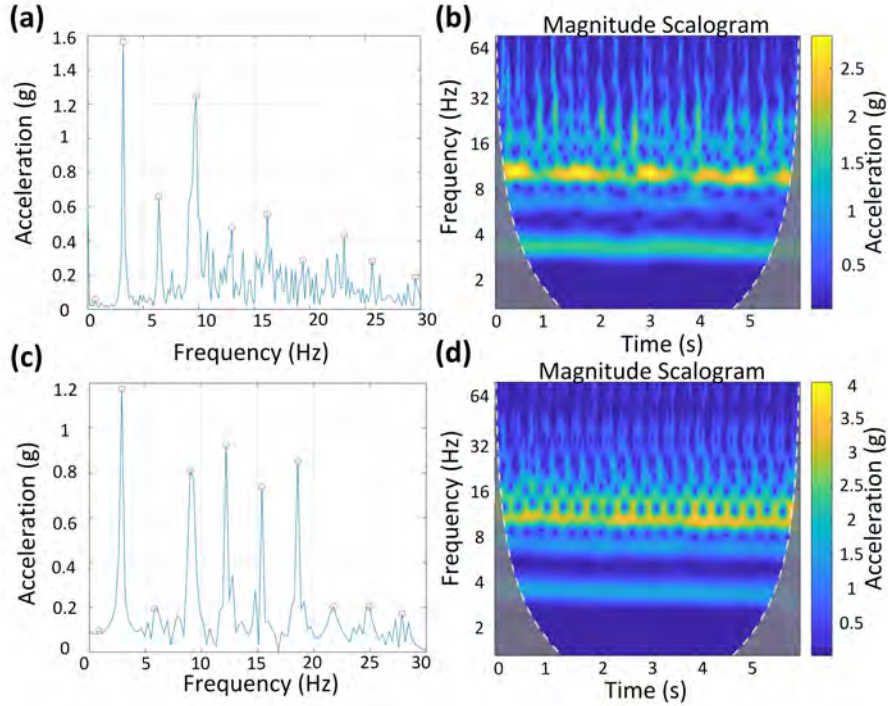 (a)
1.6
1.4
1.2
1
0.8
0.6
0.4
0.2
0
Acceleration (g)
0 5 10 15 20 25 30
Frequency (Hz)
(b)
Magnitude Scalogram
64
32
16
8
4
2
Frequency (Hz)
0 1 2 3 4 5
Time (s)
2.5
2
1.5
1
0.5
Acceleration (g)
(c)
1.2
1
0.8
0.6
0.4
0.2
0
Acceleration (g)
0 5 10 15 20 25 30
Frequency (Hz)
(d)
Magnitude Scalogram
64
32
16
8
4
2
Frequency (Hz)
0 1 2 3 4 5
Time (s)
4
3.5
3
2.5
2
1.5
1
0.5
Acceleration (g)